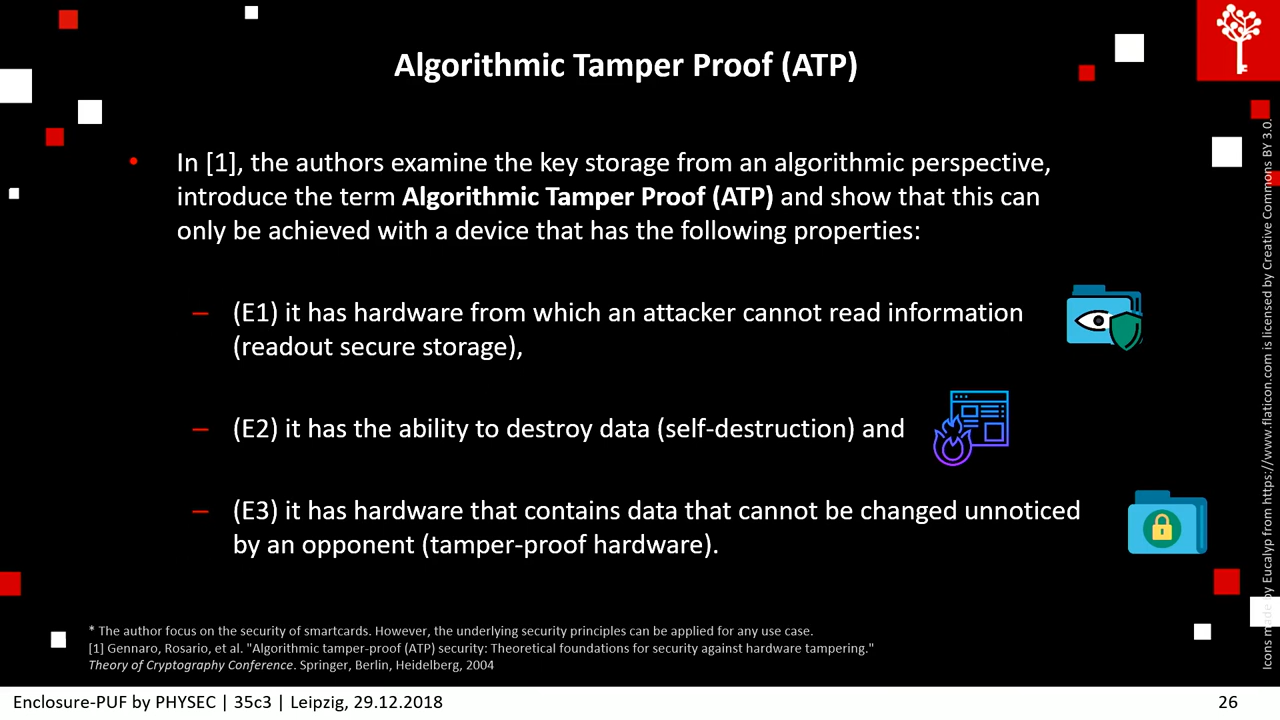 Algorithmic Tamper Proof (ATP)
• In [1], the authors examine the key storage from an algorithmic perspective,
introduce the term Algorithmic Tamper Proof (ATP) and show that this can
only be achieved with a device that has the following properties:
– (E1) it has hardware from which an attacker cannot read information
(readout secure storage),
– (E2) it has the ability to destroy data (self-destruction) and
– (E3) it has hardware that contains data that cannot be changed unnoticed
by an opponent (tamper-proof hardware).
* The author focus on the security of smartcards. However, the underlying security principles can be applied for any use case.
[1] Gennaro, Rosario, et al. "Algorithmic tamper-proof (ATP) security: Theoretical foundations for security against hardware tampering."
Theory of Cryptography Conference. Springer, Berlin, Heidelberg, 2004
Icons made by Eucalyp from https://www.flaticon.com is licensed by Creative Commons BY 3.0.
Enclosure-PUF by PHYSEC | 35c3 | Leipzig, 29.12.2018
26